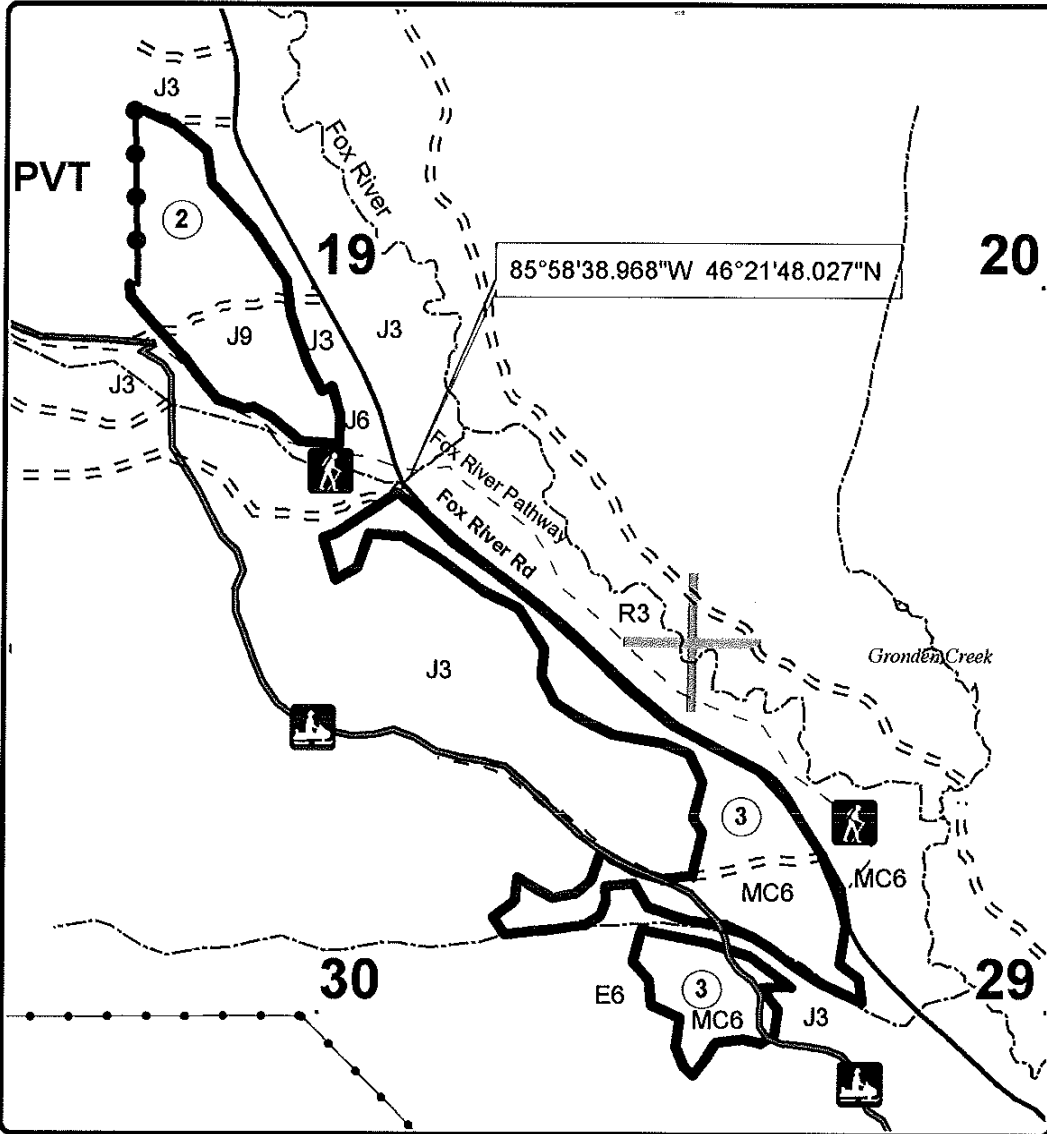 J3
Fox River
PVT
2
19
20
85°58'38.968"W 46°21'48.027"N
J9
J3
J3
J3
J6
Fox River Pathway
Fox River Rd
R3
Gronden Creek
J3
3
MC6
MC6
30
29
E6
3
MC6
J3